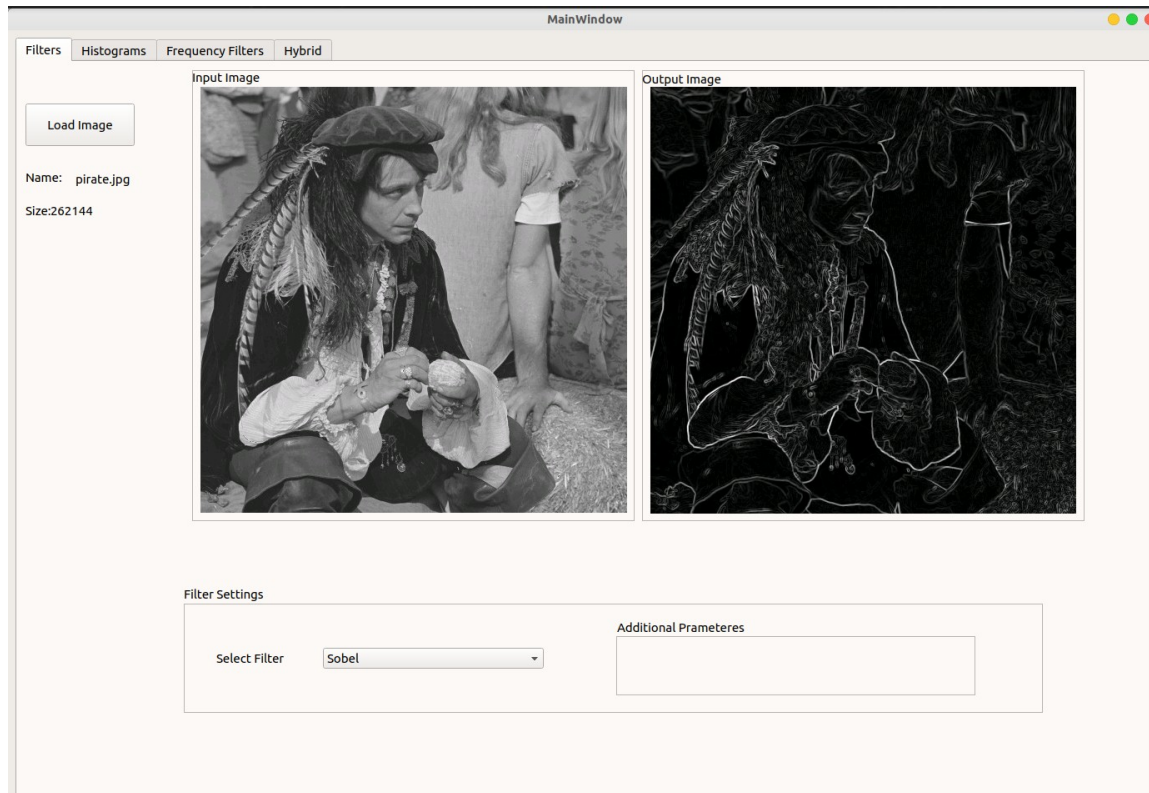 MainWindow
Filters Histograms Frequency Filters Hybrid
Input Image Output Image
Load Image
Name: pirate.jpg
Size:262144
Filter Settings
Additional Prameteres
Select Filter Sobel